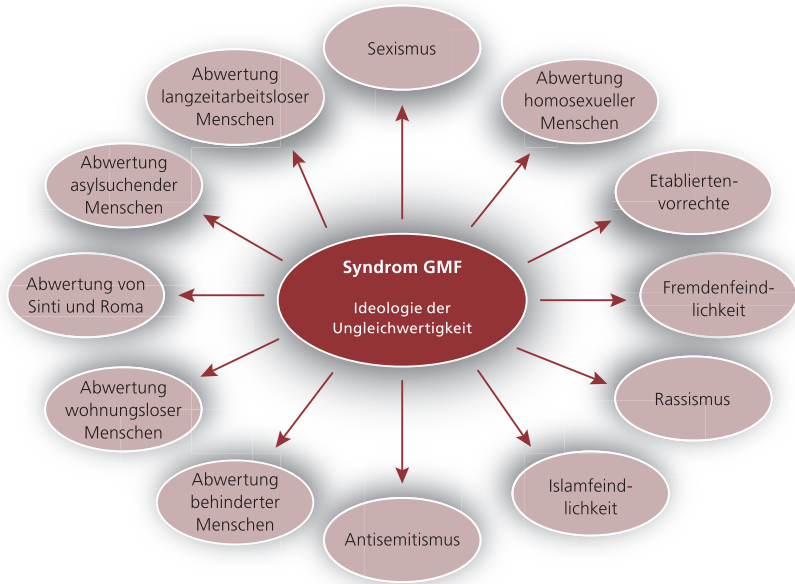 Sexismus
Abwertung
homosexueller
Menschen
Etablierten-
vorrechte
Fremdenfeind-
lichkeit
Rassismus
Islamfeind-
lichkeit
Antisemitismus
Abwertung
behinderter
Menschen
Abwertung
wohnungsloser
Menschen
Abwertung von
Sinti und Roma
Abwertung
asylsuchender
Menschen
Abwertung
langzeitarbeitsloser
Menschen
Syndrom GMF
Ideologie der
Ungleichwertigkeit